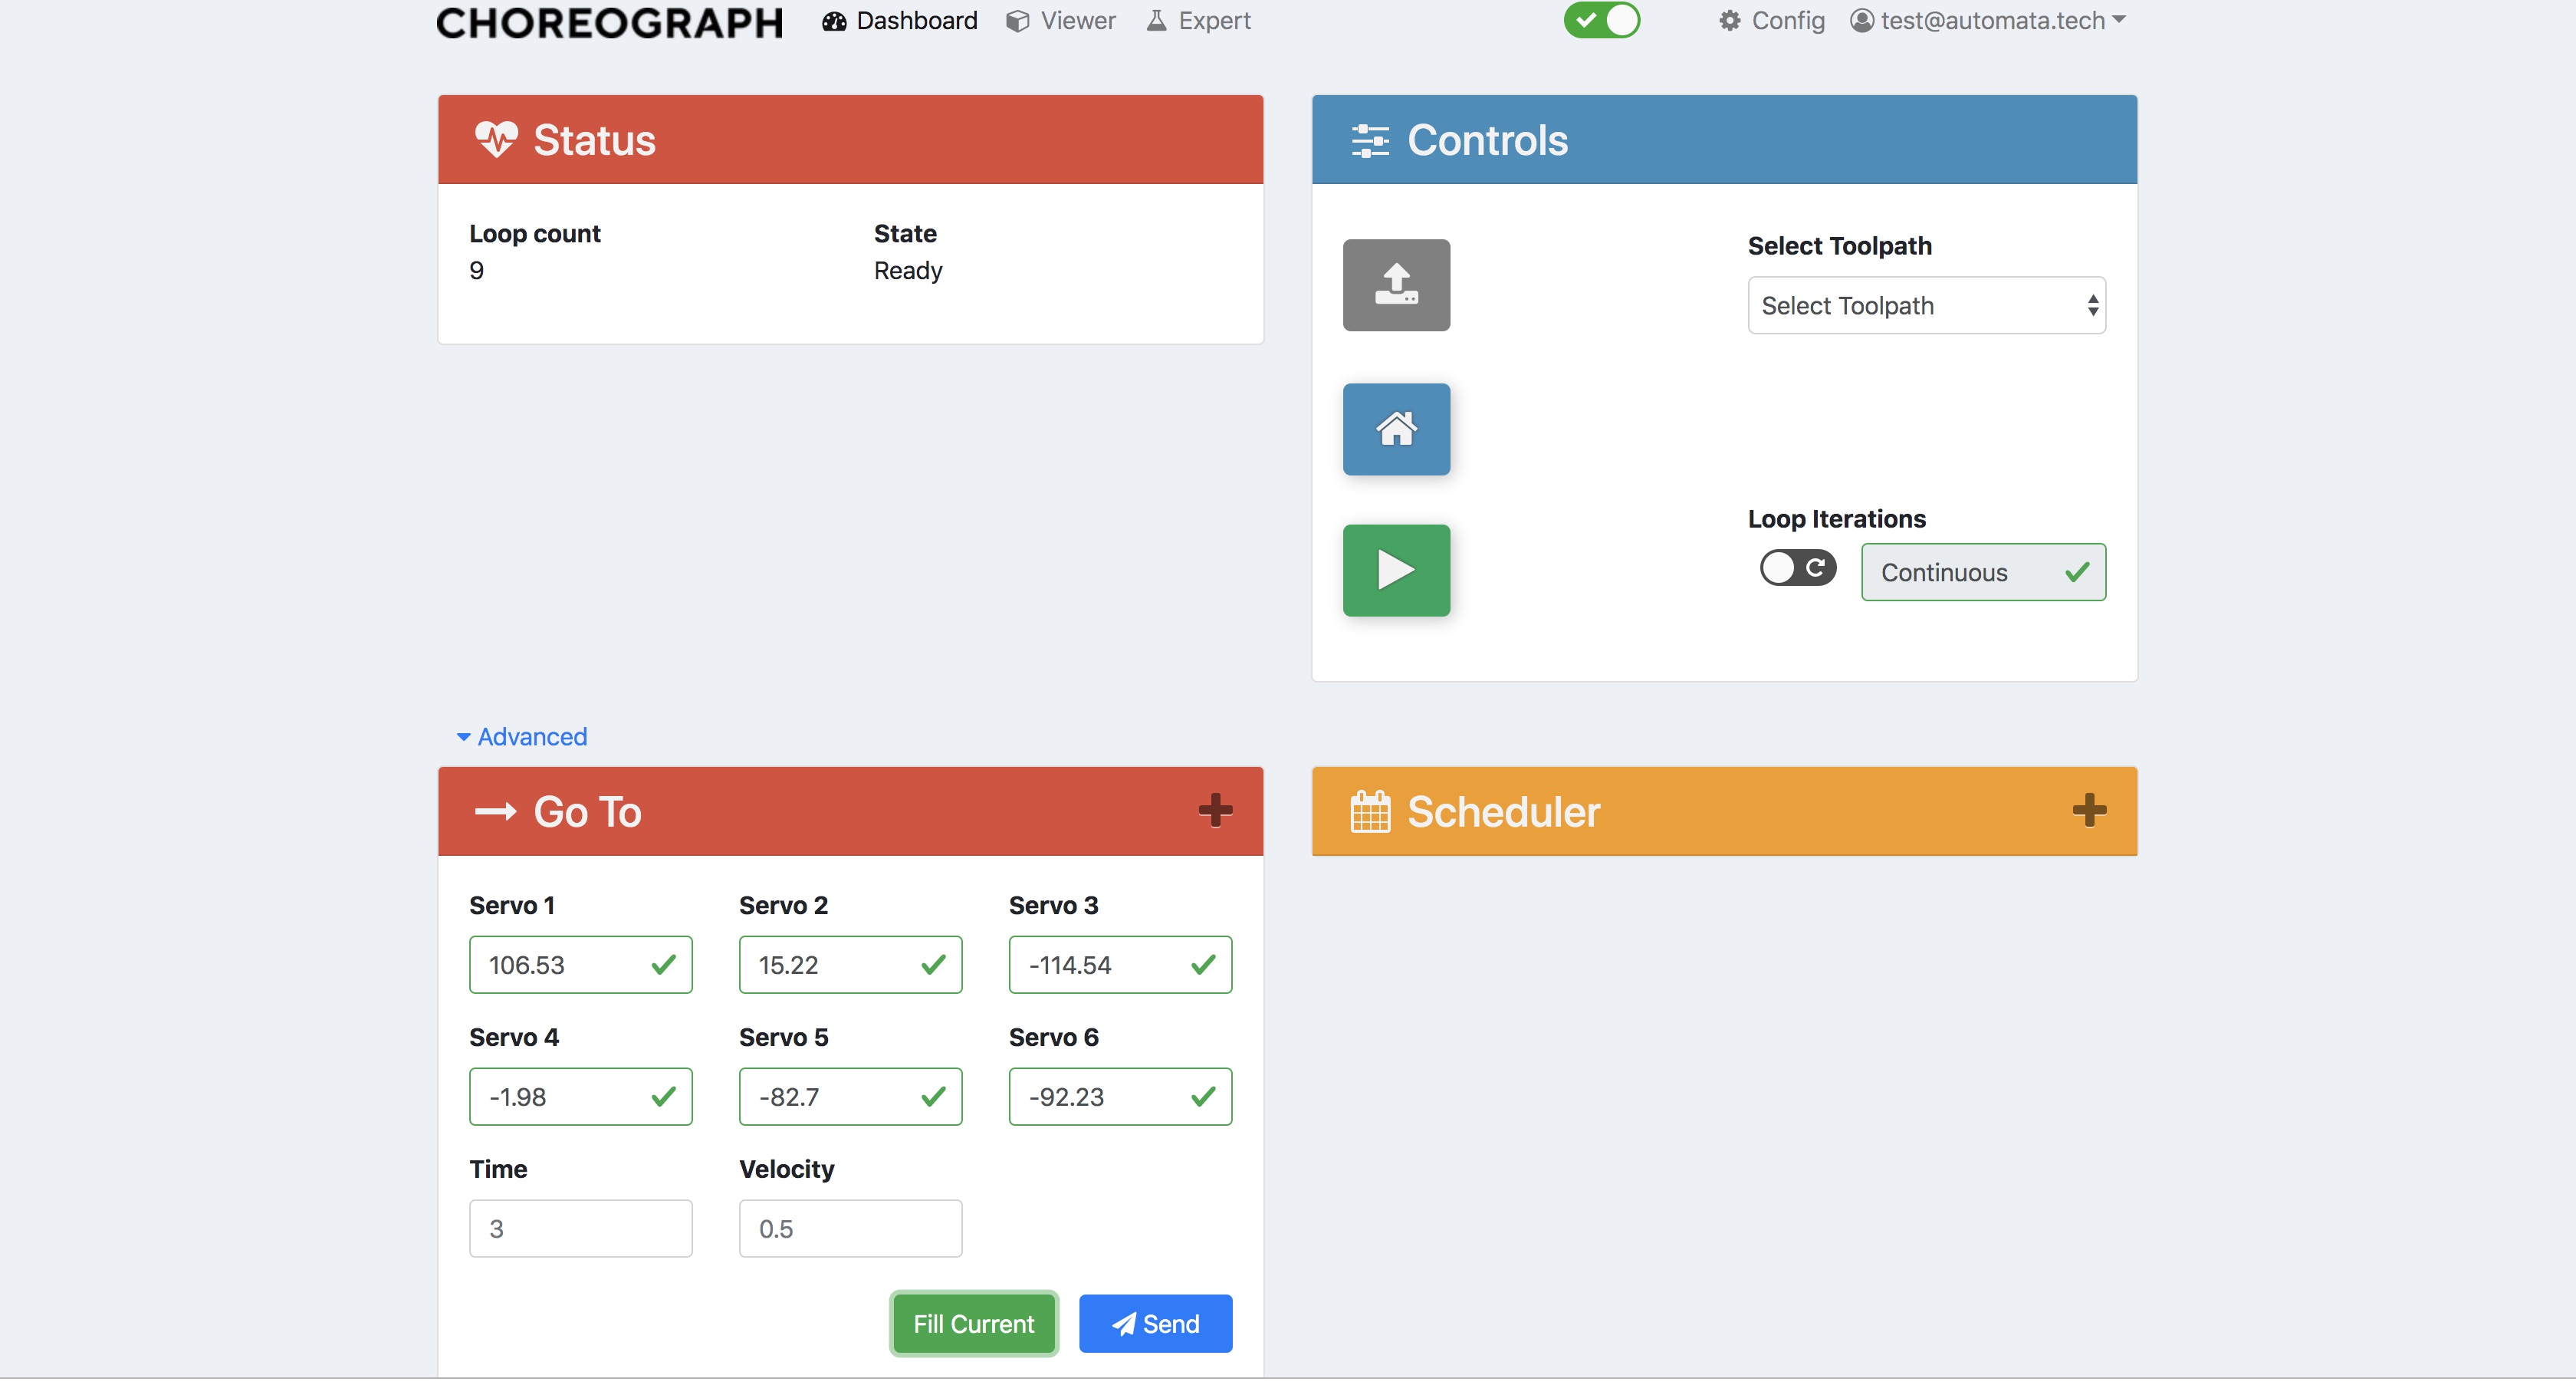 CHOREOGRAPH Dashboard Viewer Expert Config test@automata.tech
Status
Loop count State
9 Ready
Controls
Select Toolpath
Select Toolpath
Loop Iterations
Continuous
Advanced
Go To
Servo 1 Servo 2 Servo 3
106.53 15.22 -114.54
Servo 4 Servo 5 Servo 6
-1.98 -82.7 -92.23
Time Velocity
3 0.5
Fill Current Send
Scheduler